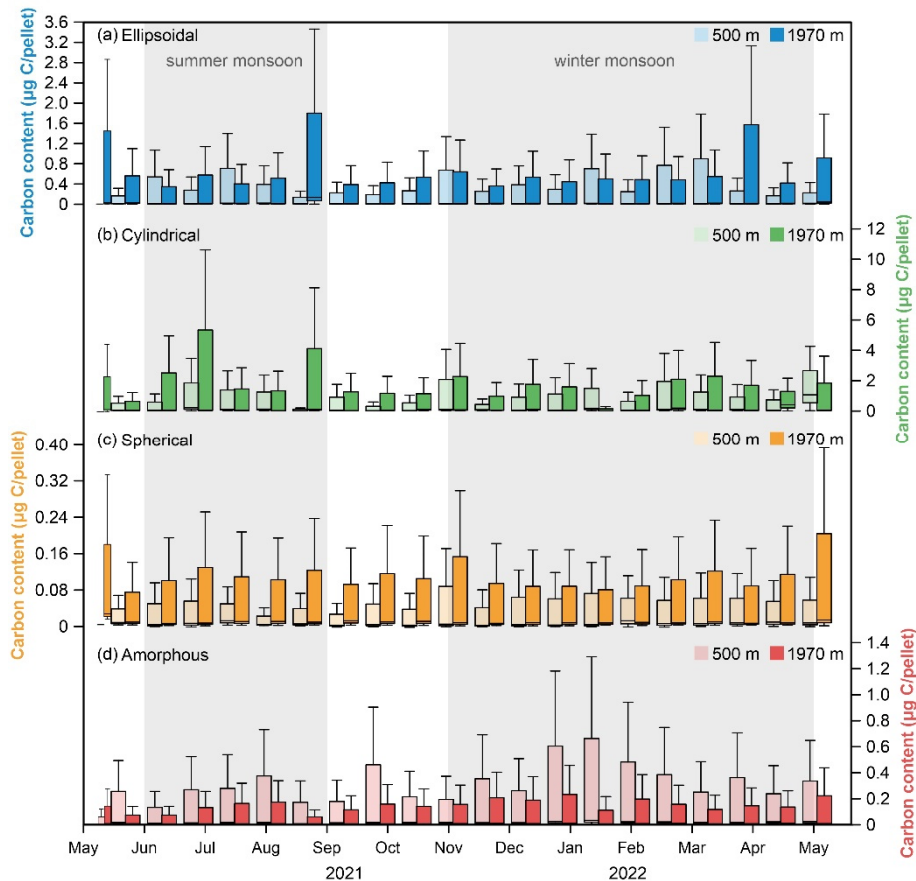 (a) Ellipsoidal
500 m 1970 m
summer monsoon
winter monsoon
Carbon content (µg C/pellet)
3.6
3.2
2.8
2.4
2.0
1.6
1.2
0.8
0.4
0
(b) Cylindrical
500 m 1970 m
12
10
8
6
4
2
0
Carbon content (µg C/pellet)
(c) Spherical
500 m 1970 m
Carbon content (µg C/pellet)
0.40
0.32
0.24
0.16
0.08
0
(d) Amorphous
500 m 1970 m
1.4
1.2
1.0
0.8
0.6
0.4
0.2
0
Carbon content (µg C/pellet)
May Jun Jul Aug Sep Oct Nov Dec Jan Feb Mar Apr May
2021 2022